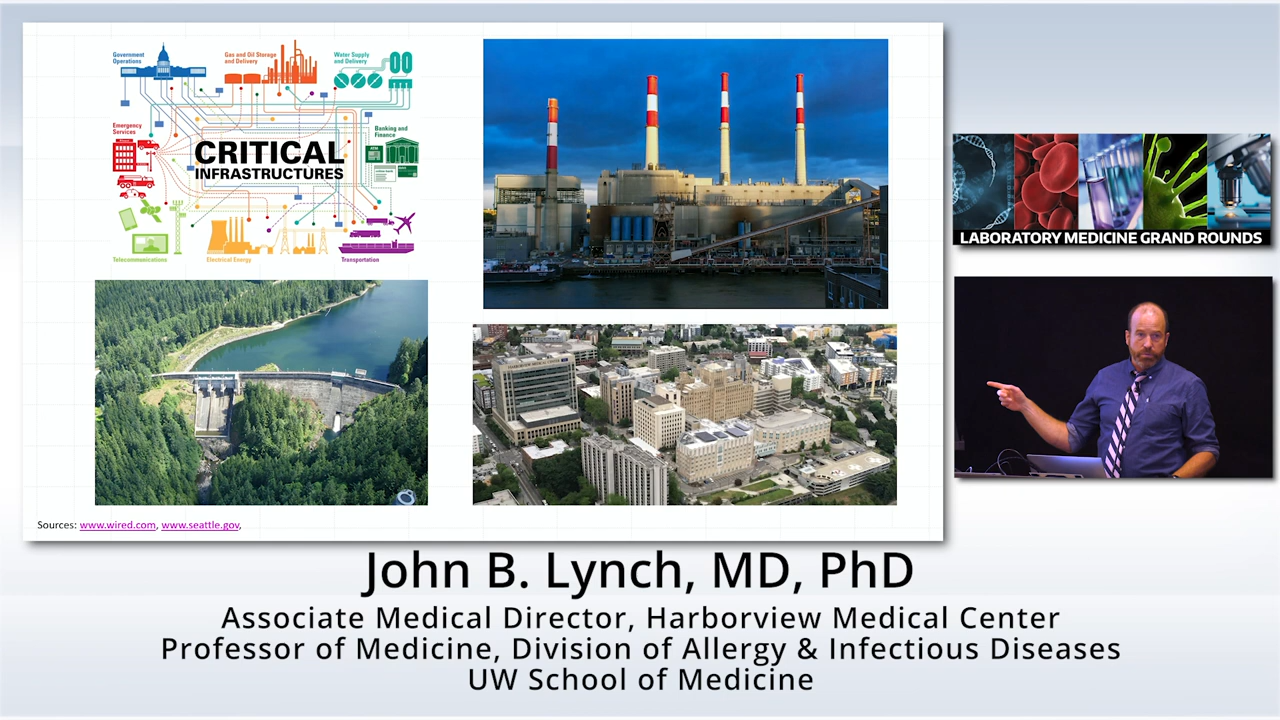 Government
Operations
Gas and Oil Storage
and Delivery
Water Supply
and Delivery
Emergency
Services
Banking and
Finance
ATM
CRITICAL
INFRASTRUCTURES
Telecommunications
Electrical Energy
Transportation
Sources: www.wired.com, www.seattle.gov,
LABORATORY MEDICINE GRAND ROUNDS
John B. Lynch, MD, PhD
Associate Medical Director, Harborview Medical Center
Professor of Medicine, Division of Allergy & Infectious Diseases
UW School of Medicine